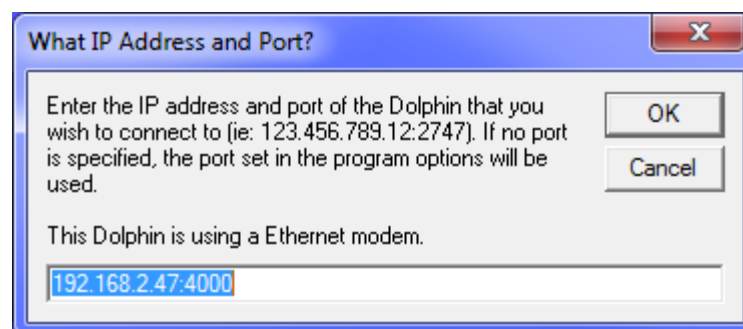 What IP Address and Port?
Enter the IP address and port of the Dolphin that you
wish to connect to (ie: 123.456.789.12:2747). If no port
is specified, the port set in the program options will be
used.
OK
Cancel
This Dolphin is using a Ethernet modem.
192.168.2.47:4000